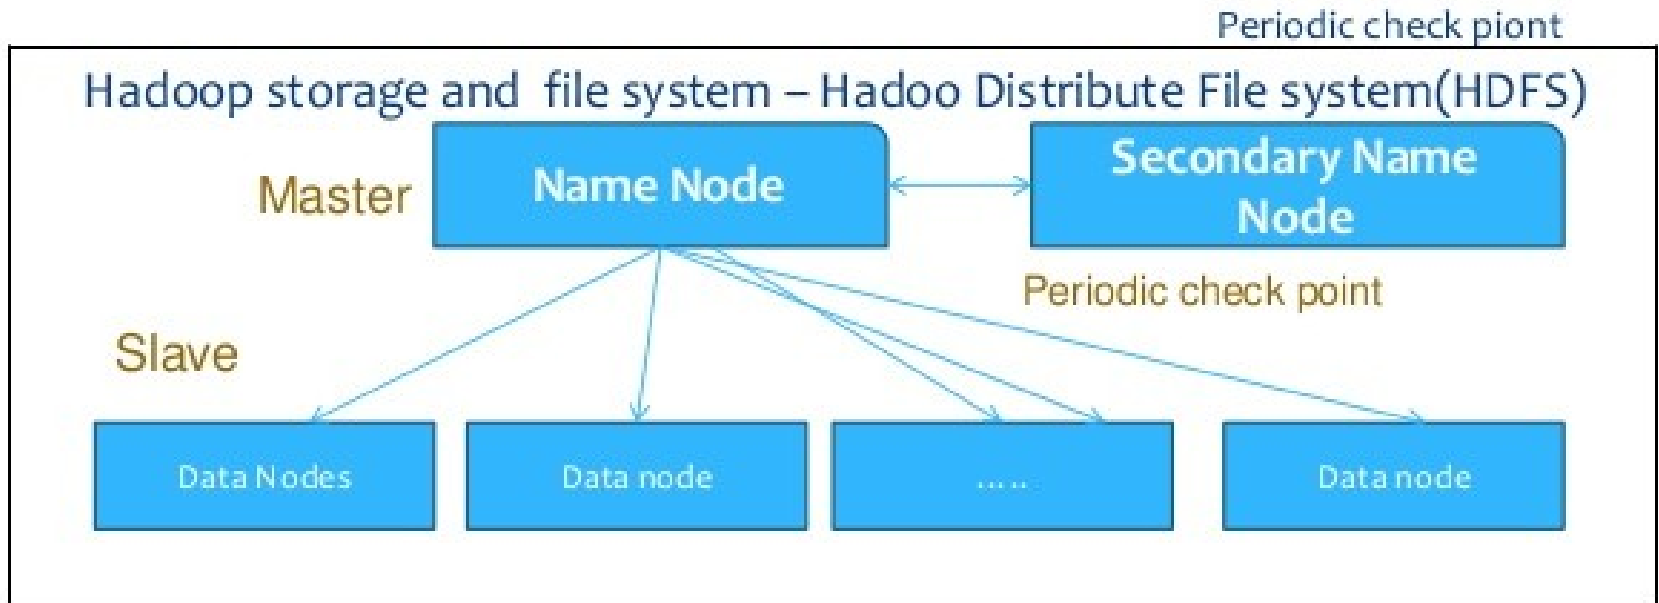 Periodic check piont
Hadoop storage and file system – Hadoo Distribute File system(HDFS)
Master
Name Node
Secondary Name
Node
Periodic check point
Slave
Data Nodes
Data node
.....
Data node